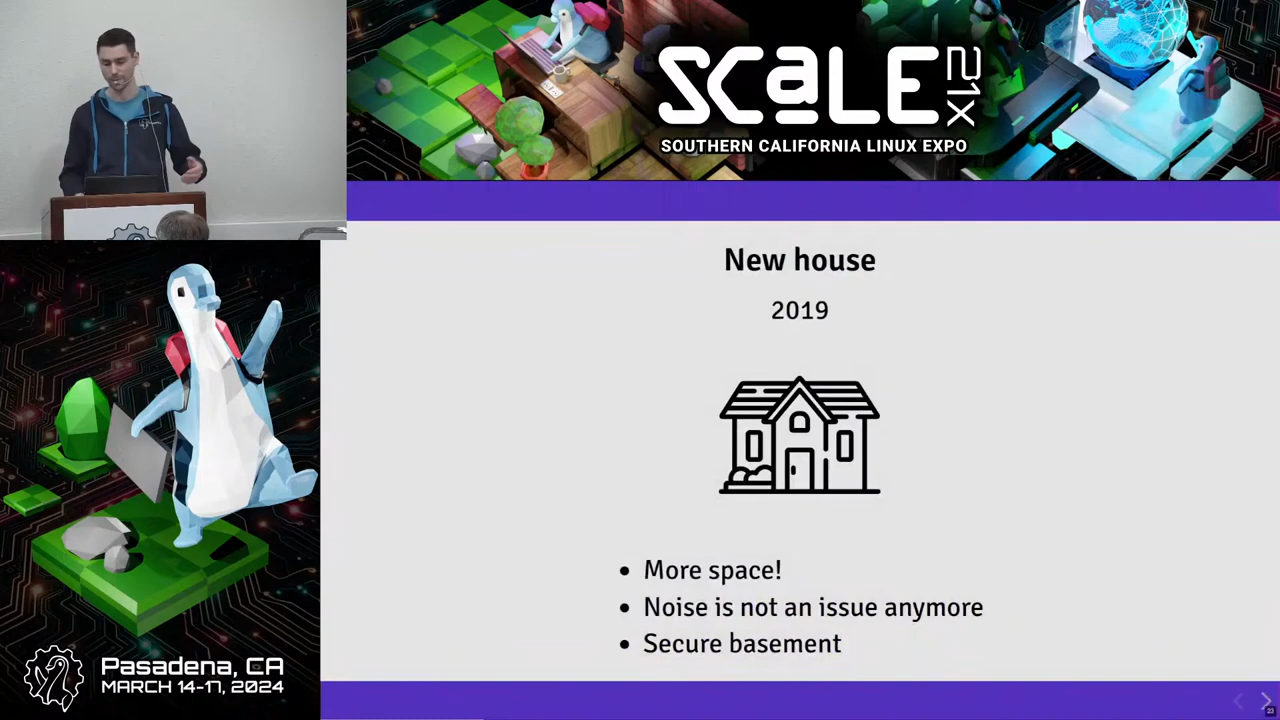 SCaLE 21x
SOUTHERN CALIFORNIA LINUX EXPO
New house
2019
More space!
Noise is not an issue anymore
Secure basement
Pasadena, CA
MARCH 14-17, 2024
23